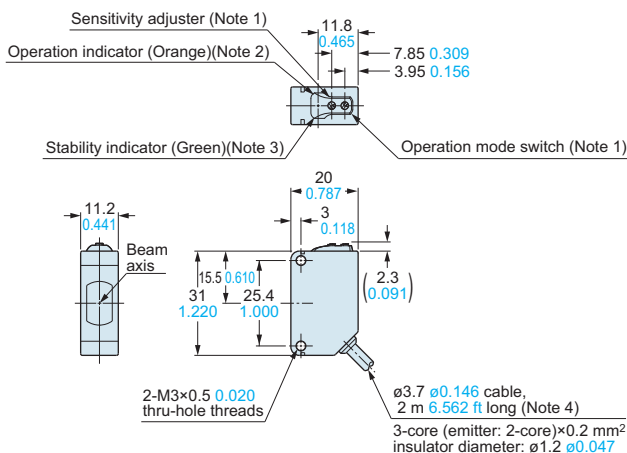 Sensitivity adjuster (Note 1)
11.8
0.465
Operation indicator (Orange)(Note 2)
7.85 0.309
3.95 0.156
Stability indicator (Green)(Note 3)
Operation mode switch (Note 1)
20
0.787
11.2
0.441
3
0.118
Beam
axis
15.5 0.610
31
1.220
25.4
1.000
(2.3
0.091)
2-M3×0.5 0.020
thru-hole threads
ø3.7 ø0.146 cable,
2 m 6.562 ft long (Note 4)
3-core (emitter: 2-core)×0.2 mm²
insulator diameter: ø1.2 ø0.047